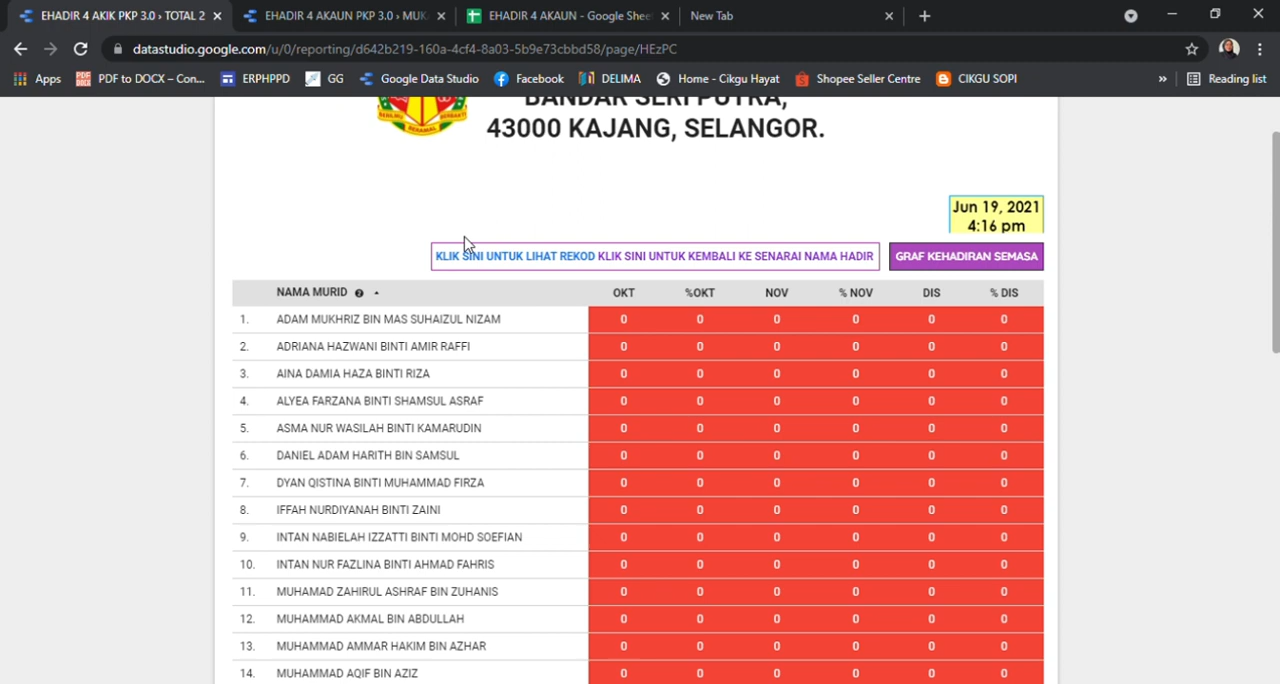 EHADIR 4 AKIK PKP 3.0 › TOTAL 2
EHADIR 4 AKAUN PKP 3.0 › MUK
EHADIR 4 AKAUN - Google Shee
New Tab
datastudio.google.com/u/0/reporting/d642b219-160a-4cf4-8a03-5b9e73cbbd58/page/HEzPC
Apps
PDF to DOCX – Con...
ERPHPPD
GG
Google Data Studio
Facebook
DELIMA
Home - Cikgu Hayat
Shopee Seller Centre
CIKGU SOPI
»
Reading list
BANDAR SERI PUTRA,
43000 KAJANG, SELANGOR.
Jun 19, 2021
4:16 pm
KLIK SINI UNTUK LIHAT REKOD KLIK SINI UNTUK KEMBALI KE SENARAI NAMA HADIR
GRAF KEHADIRAN SEMASA
NAMA MURID OKT %OKT NOV % NOV DIS % DIS
1. ADAM MUKHRIZ BIN MAS SUHAIZUL NIZAM 0 0 0 0 0 0
2. ADRIANA HAZWANI BINTI AMIR RAFFI 0 0 0 0 0 0
3. AINA DAMIA HAZA BINTI RIZA 0 0 0 0 0 0
4. ALYEA FARZANA BINTI SHAMSUL ASRAF 0 0 0 0 0 0
5. ASMA NUR WASILAH BINTI KAMARUDIN 0 0 0 0 0 0
6. DANIEL ADAM HARITH BIN SAMSUL 0 0 0 0 0 0
7. DYAN QISTINA BINTI MUHAMMAD FIRZA 0 0 0 0 0 0
8. IFFAH NURDIYANAH BINTI ZAINI 0 0 0 0 0 0
9. INTAN NABIELAH IZZATTI BINTI MOHD SOEFIAN 0 0 0 0 0 0
10. INTAN NUR FAZLINA BINTI AHMAD FAHRIS 0 0 0 0 0 0
11. MUHAMAD ZAHIRUL ASHRAF BIN ZUHANIS 0 0 0 0 0 0
12. MUHAMMAD AKMAL BIN ABDULLAH 0 0 0 0 0 0
13. MUHAMMAD AMMAR HAKIM BIN AZHAR 0 0 0 0 0 0
14. MUHAMMAD AQIF BIN AZIZ 0 0 0 0 0 0